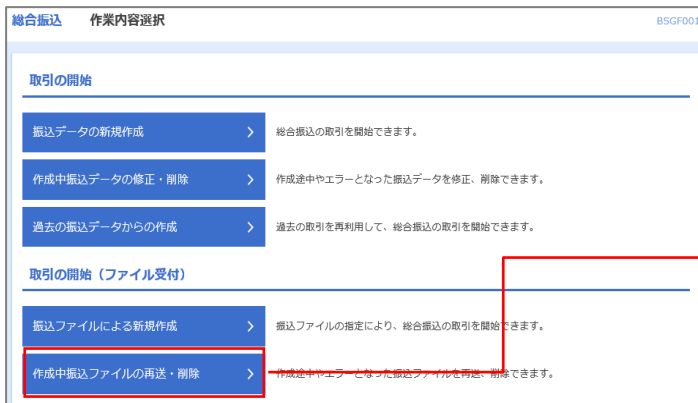 総合振込 作業内容選択 BSGF001
取引の開始
振込データの新規作成 総合振込の取引を開始できます。
作成中振込データの修正・削除 作成途中やエラーとなった振込データを修正、削除できます。
過去の振込データからの作成 過去の取引を再利用して、総合振込の取引を開始できます。
取引の開始（ファイル受付）
振込ファイルによる新規作成 振込ファイルの指定により、総合振込の取引を開始できます。
作成中振込ファイルの再送・削除 作成途中やエラーとなった振込ファイルを再送、削除できます。